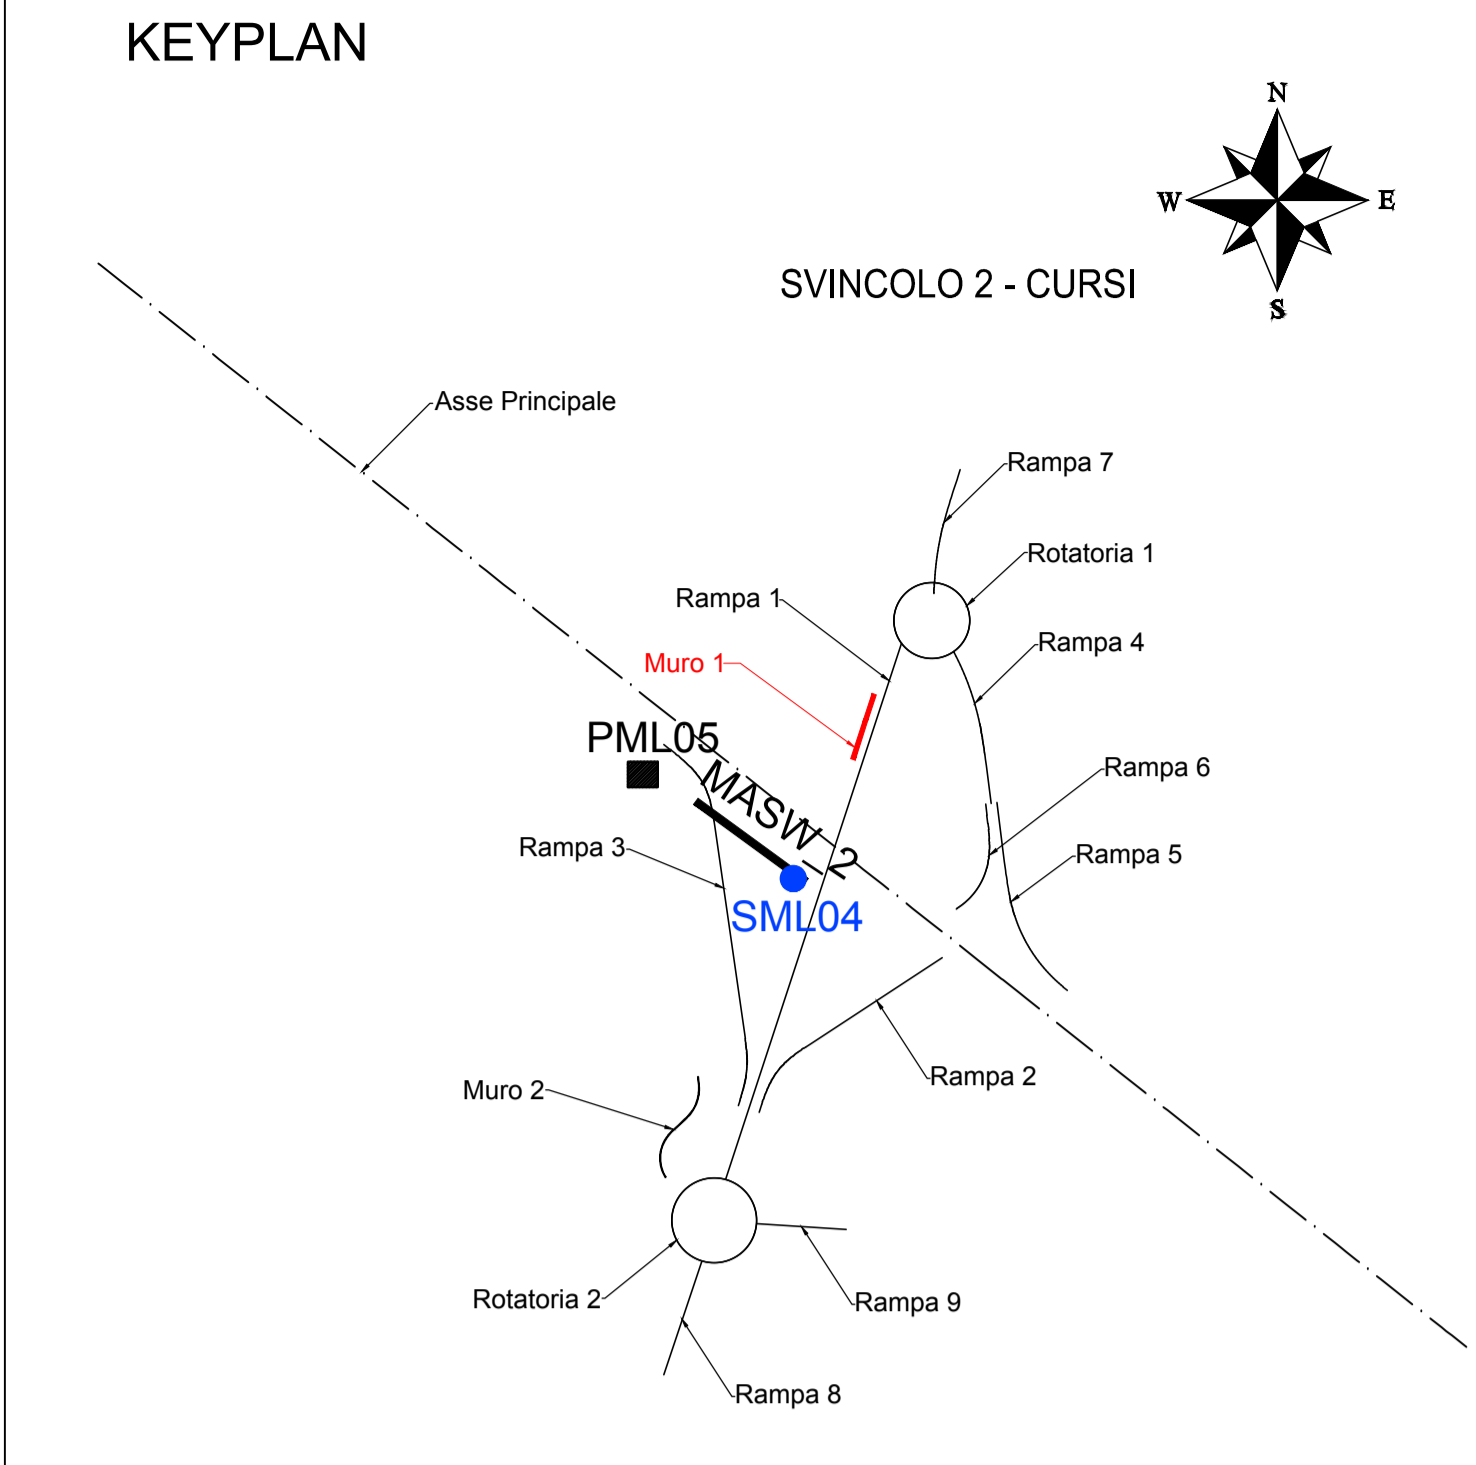 KEYPLAN
N
W
E
S
SVINCOLO 2 - CURSI
Asse Principale
Rampa 7
Rotatoria 1
Rampa 1
Rampa 4
Muro 1
PML05
MASW_2
Rampa 6
Rampa 3
Rampa 5
SML04
Rampa 2
Muro 2
Rotatoria 2
Rampa 9
Rampa 8